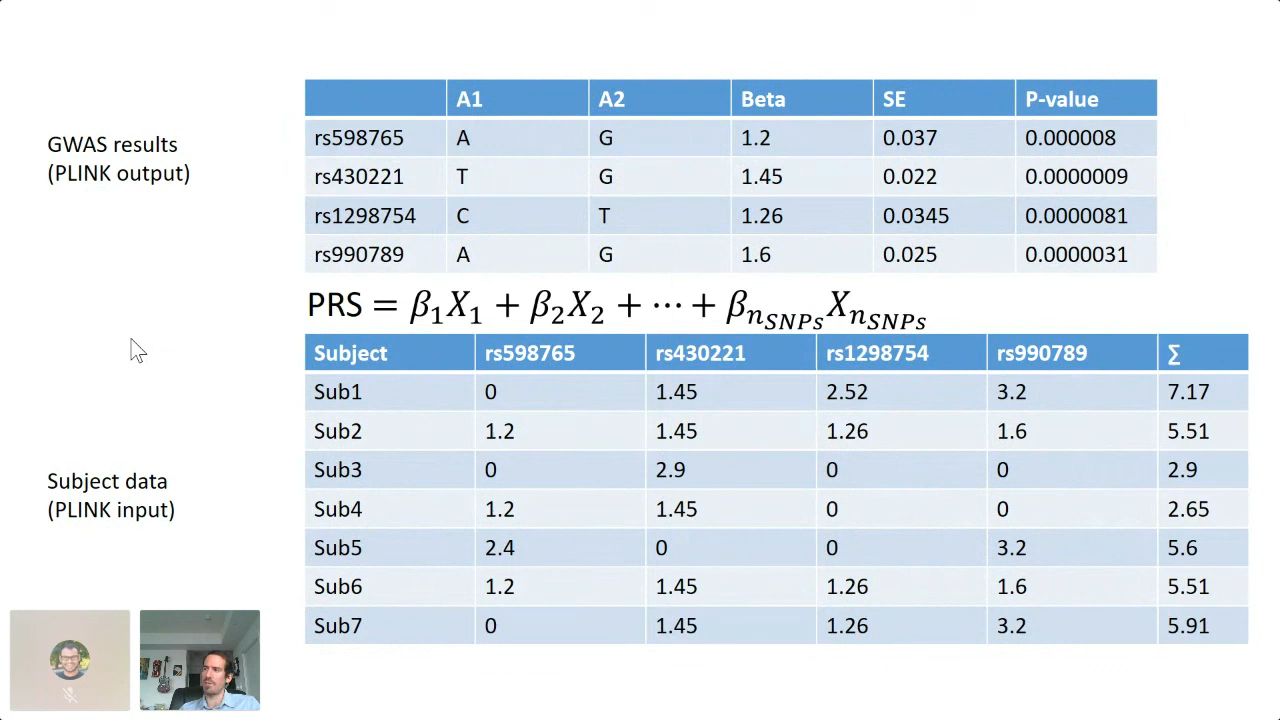 A1 A2 Beta SE P-value
GWAS results
(PLINK output)
rs598765 A G 1.2 0.037 0.000008
rs430221 T G 1.45 0.022 0.0000009
rs1298754 C T 1.26 0.0345 0.0000081
rs990789 A G 1.6 0.025 0.0000031
PRS = β₁X₁ + β₂X₂ + ⋯ + β_{n_{SNPs}}X_{n_{SNPs}}
Subject rs598765 rs430221 rs1298754 rs990789 ∑
Sub1 0 1.45 2.52 3.2 7.17
Sub2 1.2 1.45 1.26 1.6 5.51
Sub3 0 2.9 0 0 2.9
Subject data
(PLINK input)
Sub4 1.2 1.45 0 0 2.65
Sub5 2.4 0 0 3.2 5.6
Sub6 1.2 1.45 1.26 1.6 5.51
Sub7 0 1.45 1.26 3.2 5.91